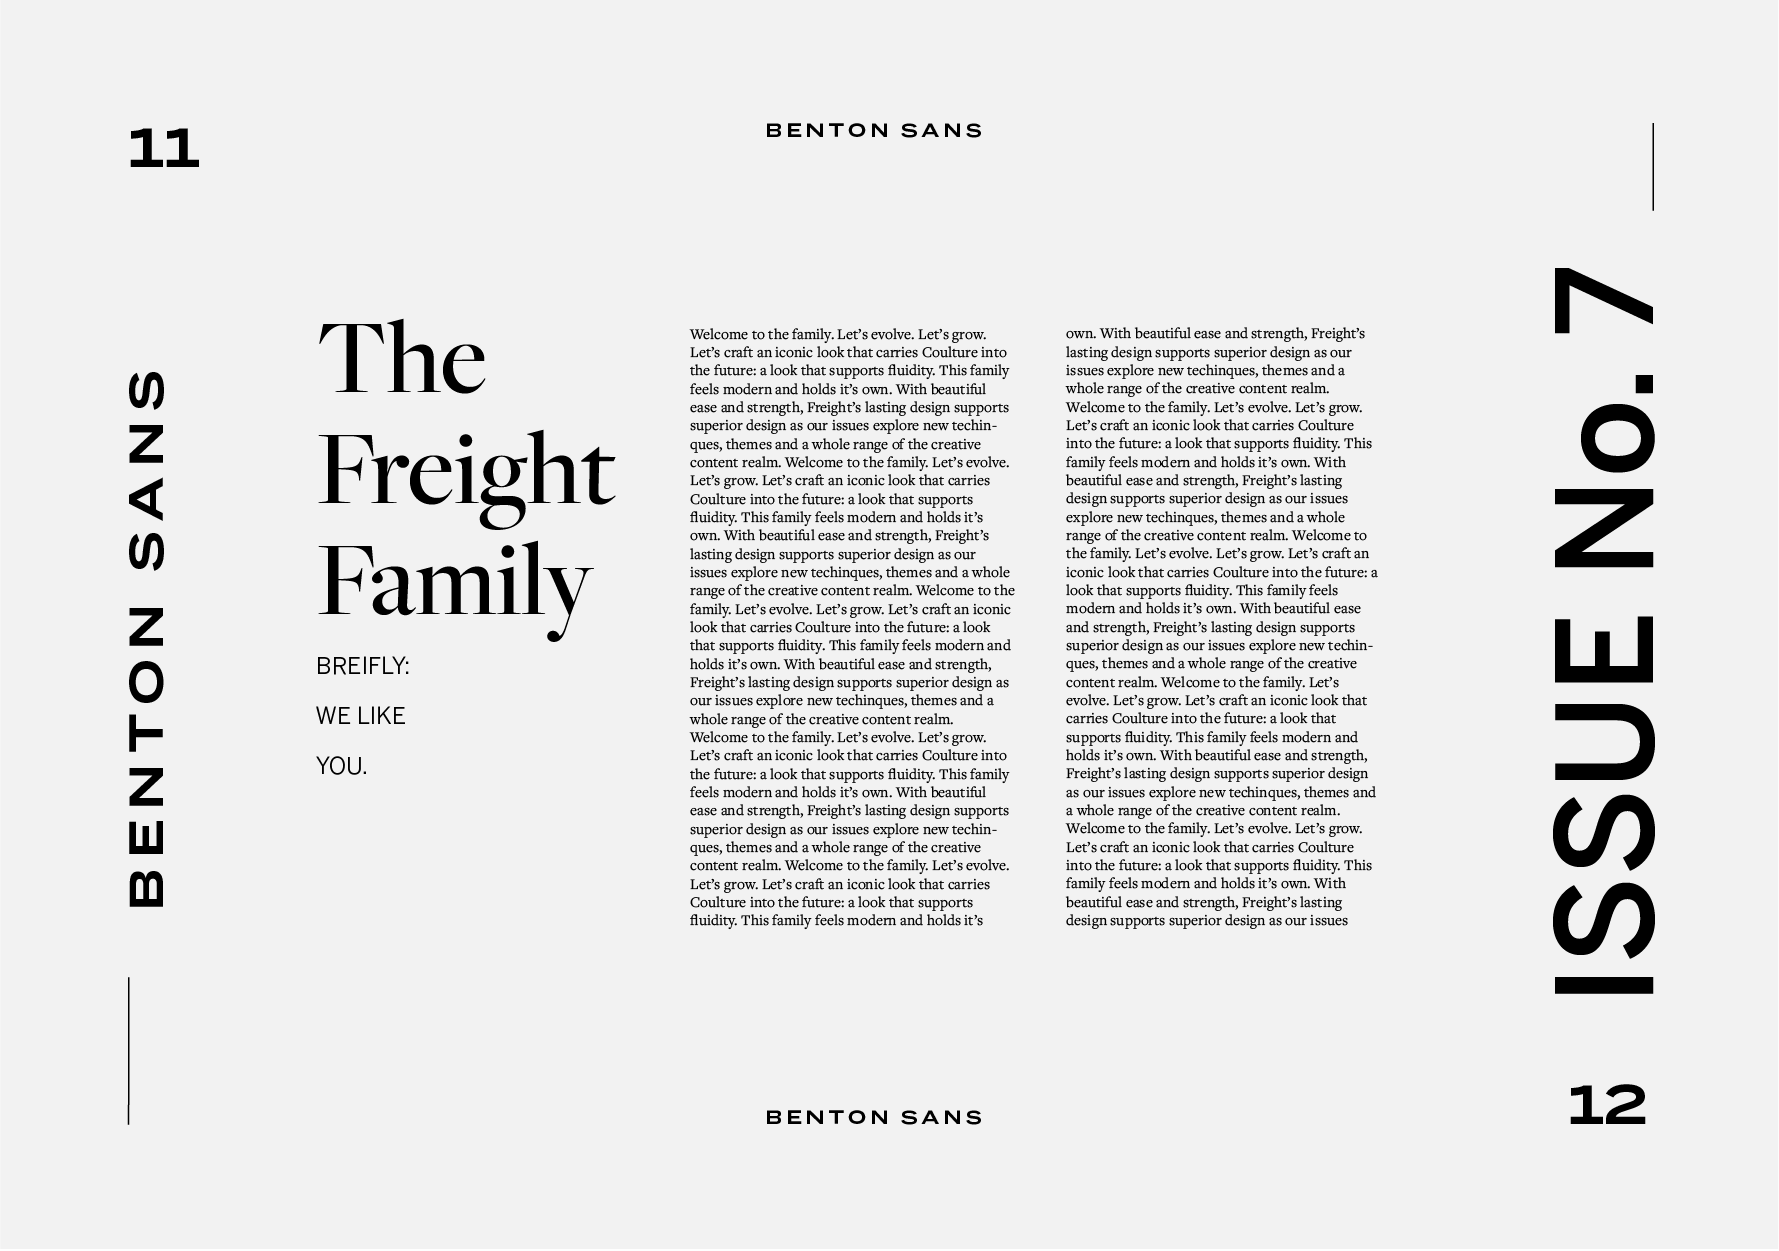 11
BENTON SANS
BENTON SANS
The
Freight
Family
BREIFLY:
WE LIKE
YOU.
Welcome to the family. Let’s evolve. Let’s grow.
Let’s craft an iconic look that carries Coulture into
the future: a look that supports fluidity. This family
feels modern and holds it’s own. With beautiful
ease and strength, Freight’s lasting design supports
superior design as our issues explore new techin-
ques, themes and a whole range of the creative
content realm. Welcome to the family. Let’s evolve.
Let’s grow. Let’s craft an iconic look that carries
Coulture into the future: a look that supports
fluidity. This family feels modern and holds it’s
own. With beautiful ease and strength, Freight’s
lasting design supports superior design as our
issues explore new techinques, themes and a whole
range of the creative content realm. Welcome to the
family. Let’s evolve. Let’s grow. Let’s craft an iconic
look that carries Coulture into the future: a look
that supports fluidity. This family feels modern and
holds it’s own. With beautiful ease and strength,
Freight’s lasting design supports superior design as
our issues explore new techinques, themes and a
whole range of the creative content realm.
Welcome to the family. Let’s evolve. Let’s grow.
Let’s craft an iconic look that carries Coulture into
the future: a look that supports fluidity. This family
feels modern and holds it’s own. With beautiful
ease and strength, Freight’s lasting design supports
superior design as our issues explore new techin-
ques, themes and a whole range of the creative
content realm. Welcome to the family. Let’s evolve.
Let’s grow. Let’s craft an iconic look that carries
Coulture into the future: a look that supports
fluidity. This family feels modern and holds it’s
own. With beautiful ease and strength, Freight’s
lasting design supports superior design as our
issues explore new techinques, themes and a
whole range of the creative content realm.
Welcome to the family. Let’s evolve. Let’s grow.
Let’s craft an iconic look that carries Coulture
into the future: a look that supports fluidity. This
family feels modern and holds it’s own. With
beautiful ease and strength, Freight’s lasting
design supports superior design as our issues
explore new techinques, themes and a whole
range of the creative content realm. Welcome to
the family. Let’s evolve. Let’s grow. Let’s craft an
iconic look that carries Coulture into the future: a
look that supports fluidity. This family feels
modern and holds it’s own. With beautiful ease
and strength, Freight’s lasting design supports
superior design as our issues explore new techin-
ques, themes and a whole range of the creative
content realm. Welcome to the family. Let’s
evolve. Let’s grow. Let’s craft an iconic look that
carries Coulture into the future: a look that
supports fluidity. This family feels modern and
holds it’s own. With beautiful ease and strength,
Freight’s lasting design supports superior design
as our issues explore new techinques, themes and
a whole range of the creative content realm.
Welcome to the family. Let’s evolve. Let’s grow.
Let’s craft an iconic look that carries Coulture
into the future: a look that supports fluidity. This
family feels modern and holds it’s own. With
beautiful ease and strength, Freight’s lasting
design supports superior design as our issues
ISSUE No. 7
BENTON SANS
12